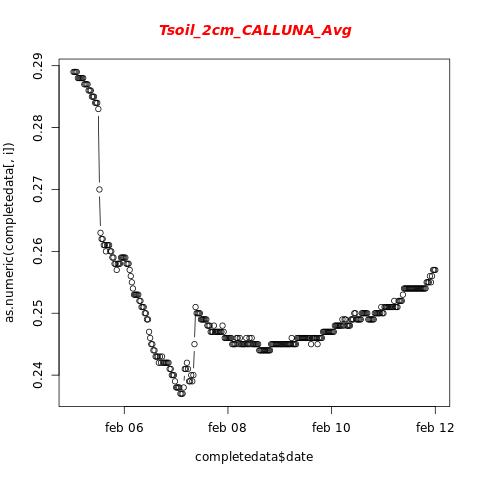 Tsoil_2cm_CALLUNA_Avg
0.29
0.28
0.27
0.26
0.25
0.24
as.numeric(completedata[, i])
feb 06
feb 08
feb 10
feb 12
completedata$date